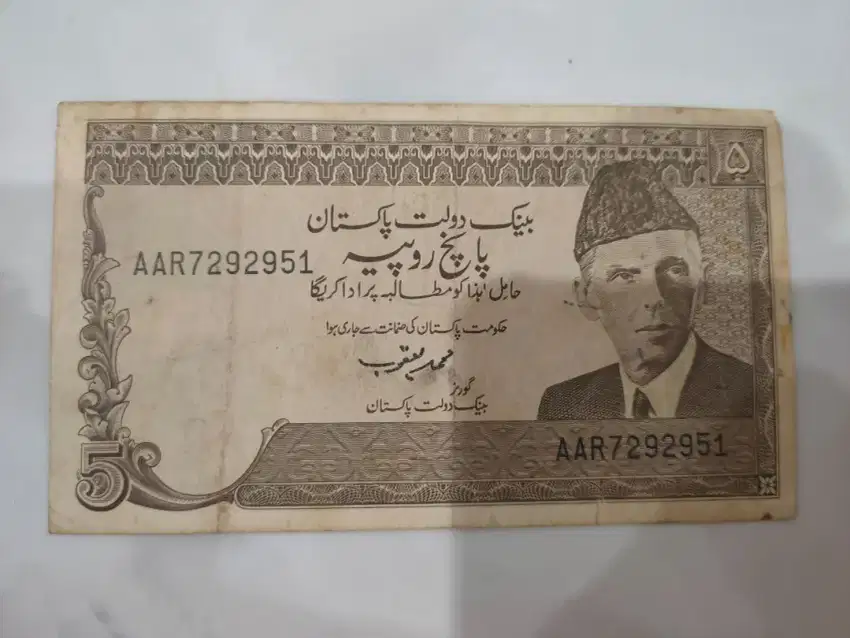 ۵
بینک دولت پاکستان
پانچ روپیہ
AAR7292951
حامل ہٰذا کو مطالبہ پر ادا کریگا
حکومت پاکستان کی ضمانت سے جاری ہوا
محمد یعقوب
گورنر
بینک دولت پاکستان
AAR7292951
5